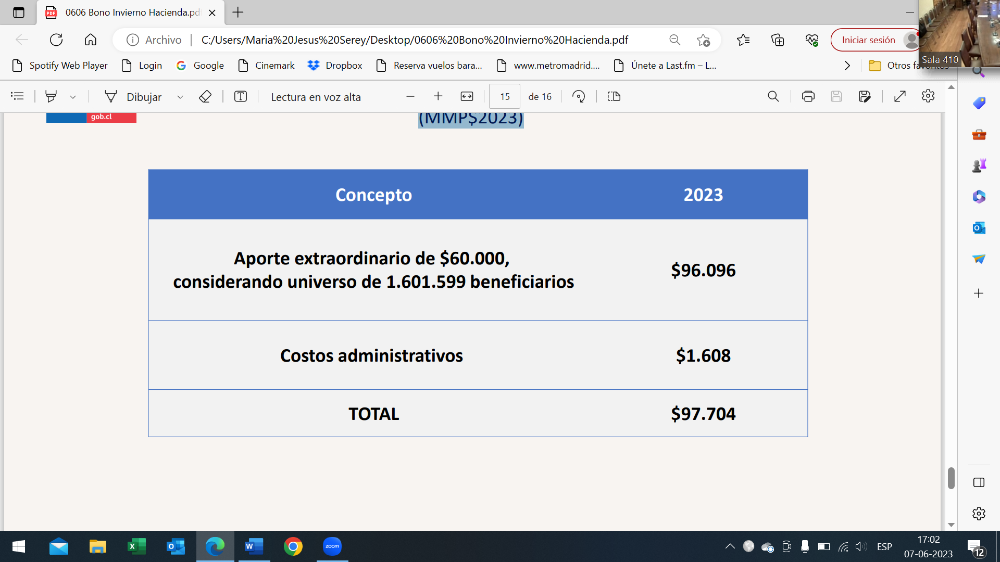 0606 Bono Invierno Hacienda.pdf
Archivo
C:/Users/Maria%20Jesus%20Serey/Desktop/0606%20Bono%20Invierno%20Hacienda.pdf
Iniciar sesión
Sala 410
Spotify Web Player
Login
Google
Cinemark
Dropbox
Reserva vuelos bara...
www.metromadrid....
Únete a Last.fm – L...
Otros favoritos
Dibujar
Lectura en voz alta
15
de 16
gob.cl
(MMP$2023)
Concepto 2023
Aporte extraordinario de $60.000,
considerando universo de 1.601.599 beneficiarios
$96.096
Costos administrativos $1.608
TOTAL $97.704
zoom
ESP
17:02
07-06-2023
12